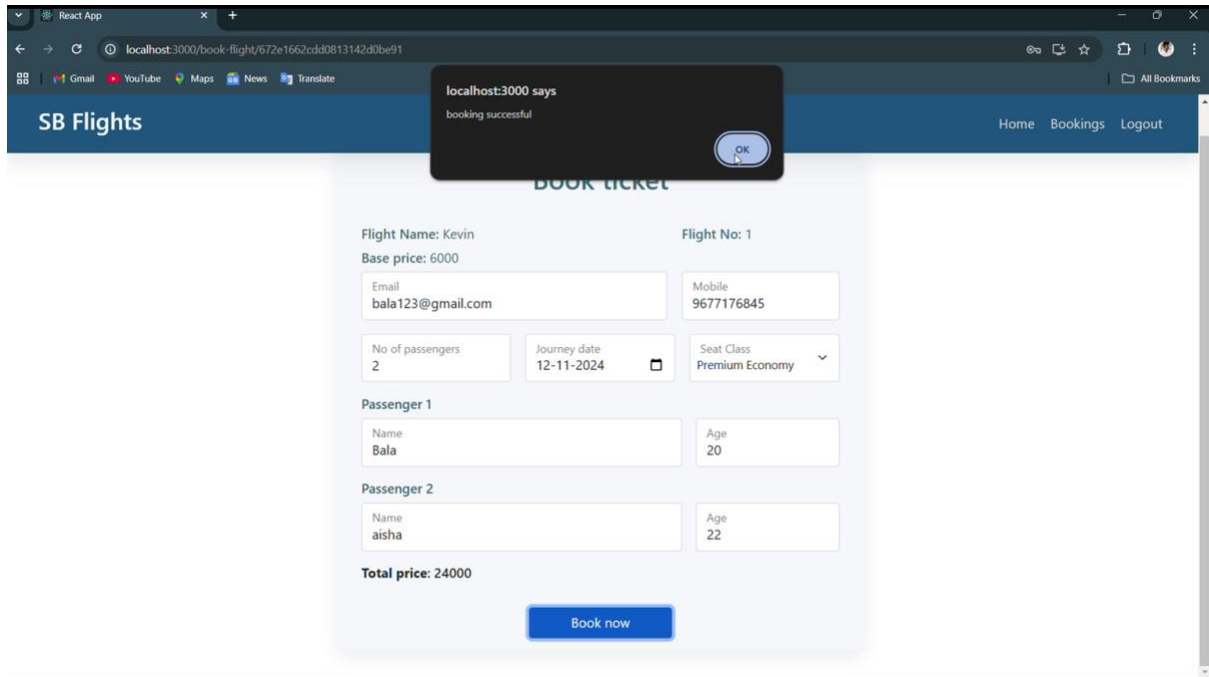 React App
localhost:3000/book-flight/672e1662cdd0813142d0be91
Gmail YouTube Maps News Translate All Bookmarks
localhost:3000 says
booking successful
OK
SB Flights
Home Bookings Logout
Book ticket
Flight Name: Kevin Flight No: 1
Base price: 6000
Email Mobile
bala123@gmail.com 9677176845
No of passengers Journey date Seat Class
2 12-11-2024 Premium Economy
Passenger 1
Name Age
Bala 20
Passenger 2
Name Age
aisha 22
Total price: 24000
Book now